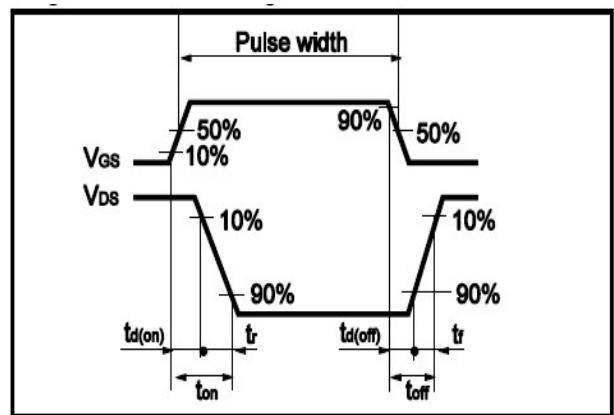 Pulse width
90%
50%
50%
VGS
10%
VDS
10%
10%
90%
90%
td(on)
tr
td(off)
tf
ton
toff